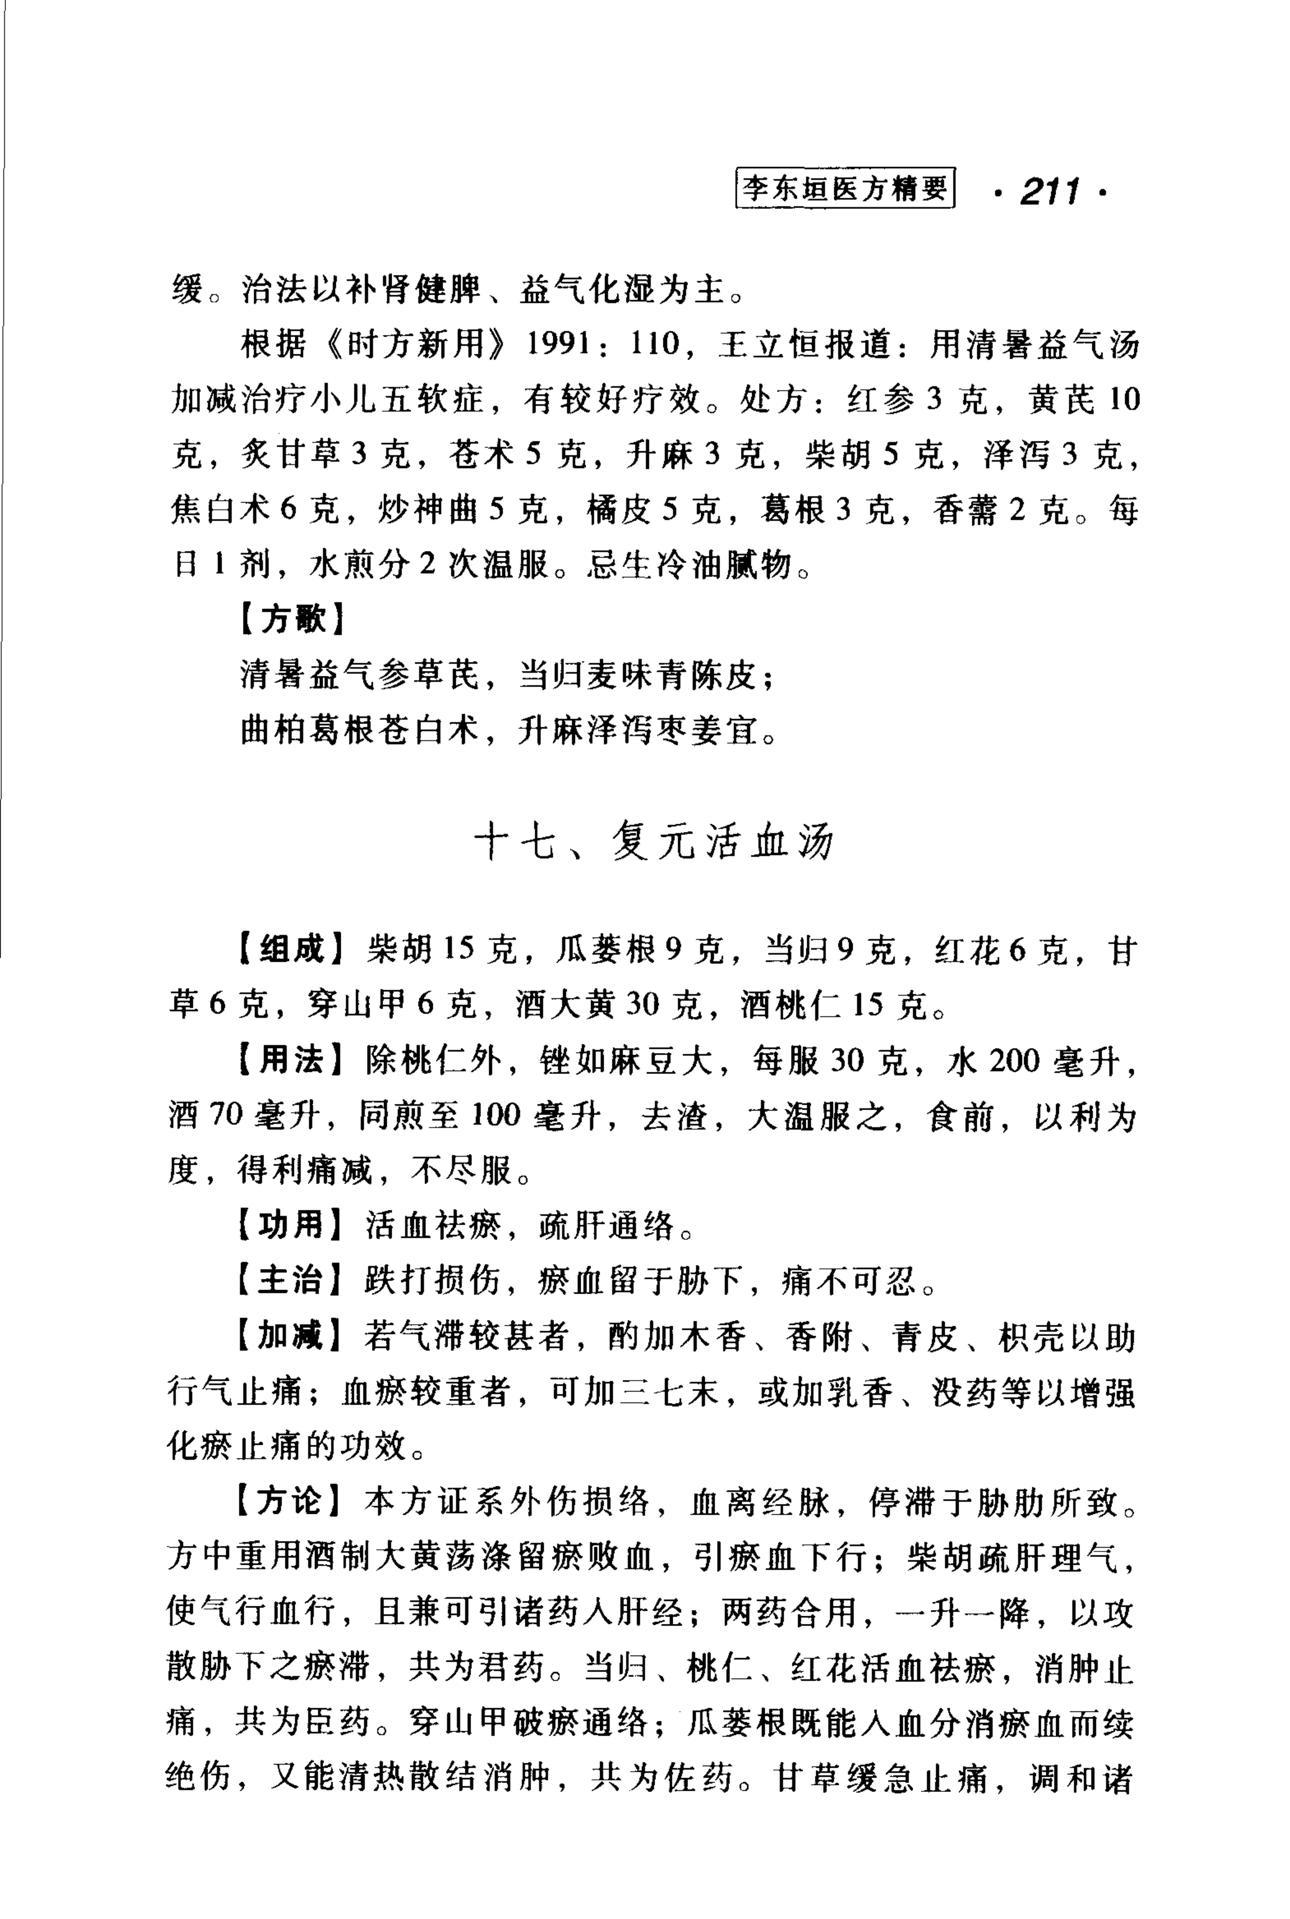 李东垣医方精要 ·211·
缓。治法以补肾健脾、益气化湿为主。
根据《时方新用》1991：110，王立恒报道：用清暑益气汤
加减治疗小儿五软症，有较好疗效。处方：红参3克，黄芪10
克，炙甘草3克，苍术5克，升麻3克，柴胡5克，泽泻3克，
焦白术6克，炒神曲5克，橘皮5克，葛根3克，香薷2克。每
日1剂，水煎分2次温服。忌生冷油腻物。
【方歌】
清暑益气参草芪，当归麦味青陈皮；
曲柏葛根苍白术，升麻泽泻枣姜宜。
十七、复元活血汤
【组成】柴胡15克，瓜蒌根9克，当归9克，红花6克，甘
草6克，穿山甲6克，酒大黄30克，酒桃仁15克。
【用法】除桃仁外，锉如麻豆大，每服30克，水200毫升，
酒70毫升，同煎至100毫升，去渣，大温服之，食前，以利为
度，得利痛减，不尽服。
【功用】活血祛瘀，疏肝通络。
【主治】跌打损伤，瘀血留于胁下，痛不可忍。
【加减】若气滞较甚者，酌加木香、香附、青皮、枳壳以助
行气止痛；血瘀较重者，可加三七末，或加乳香、没药等以增强
化瘀止痛的功效。
【方论】本方证系外伤损络，血离经脉，停滞于胁肋所致。
方中重用酒制大黄荡涤留瘀败血，引瘀血下行；柴胡疏肝理气，
使气行血行，且兼可引诸药入肝经；两药合用，一升一降，以攻
散胁下之瘀滞，共为君药。当归、桃仁、红花活血祛瘀，消肿止
痛，共为臣药。穿山甲破瘀通络；瓜蒌根既能入血分消瘀血而续
绝伤，又能清热散结消肿，共为佐药。甘草缓急止痛，调和诸